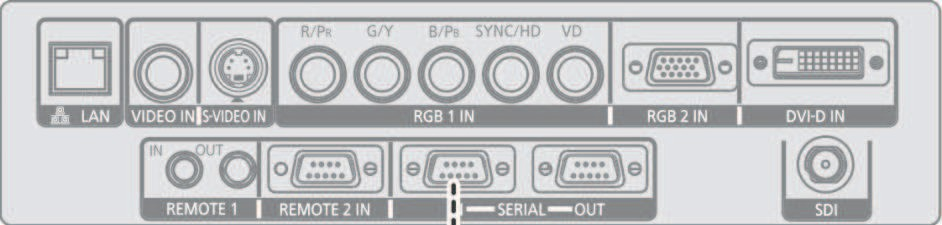 R/PR G/Y B/PB SYNC/HD VD
LAN VIDEO IN S-VIDEO IN RGB 1 IN RGB 2 IN DVI-D IN
IN OUT
REMOTE 1 REMOTE 2 IN SERIAL OUT SDI